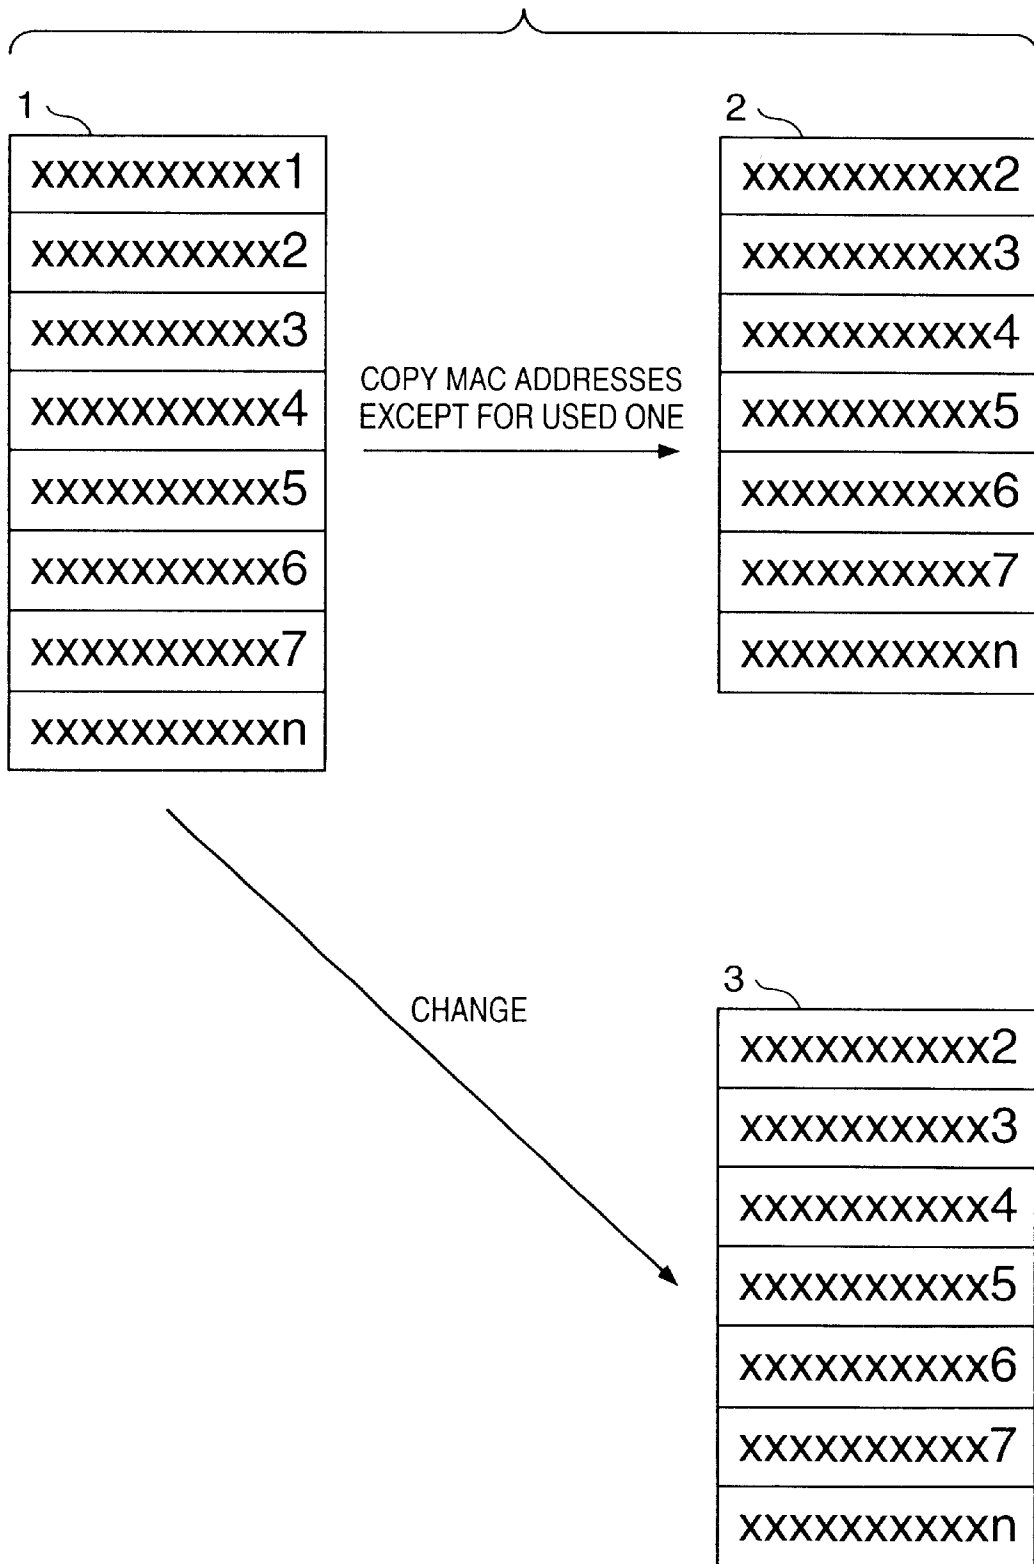 1
xxxxxxxxxx1
xxxxxxxxxx2
xxxxxxxxxx3
xxxxxxxxxx4
xxxxxxxxxx5
xxxxxxxxxx6
xxxxxxxxxx7
xxxxxxxxxxn
COPY MAC ADDRESSES
EXCEPT FOR USED ONE
2
xxxxxxxxxx2
xxxxxxxxxx3
xxxxxxxxxx4
xxxxxxxxxx5
xxxxxxxxxx6
xxxxxxxxxx7
xxxxxxxxxxn
CHANGE
3
xxxxxxxxxx2
xxxxxxxxxx3
xxxxxxxxxx4
xxxxxxxxxx5
xxxxxxxxxx6
xxxxxxxxxx7
xxxxxxxxxxn